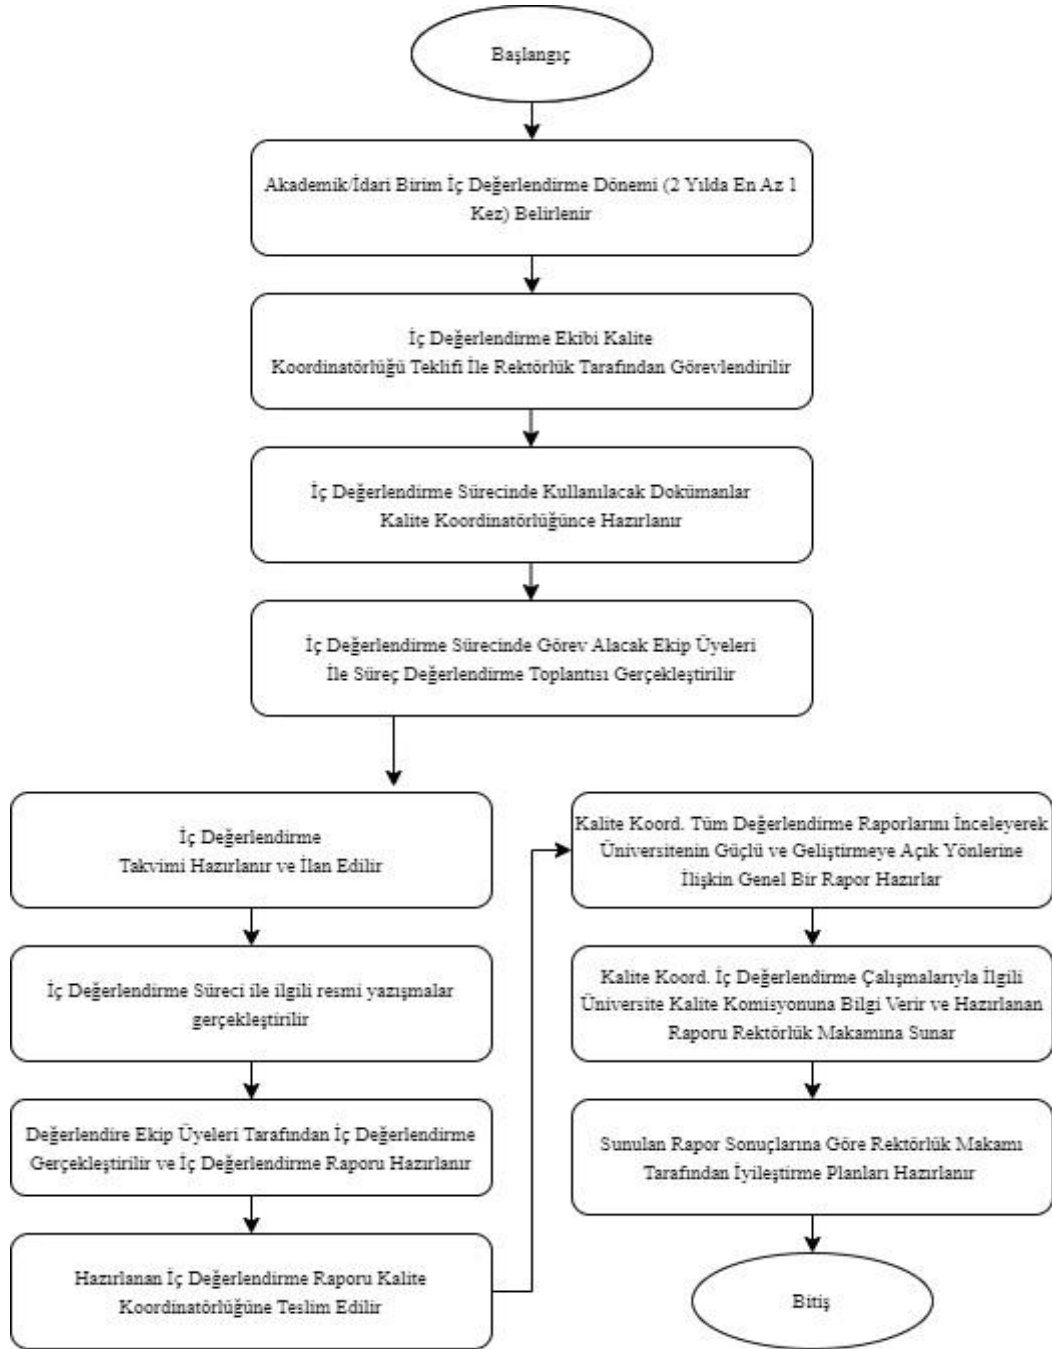 Başlangıç
Akademik/İdari Birim İç Değerlendirme Dönemi (2 Yılda En Az 1
Kez) Belirlenir
İç Değerlendirme Ekibi Kalite
Koordinatörlüğü Teklifi İle Rektörlük Tarafından Görevlendirilir
İç Değerlendirme Sürecinde Kullanılacak Dokümanlar
Kalite Koordinatörlüğünce Hazırlanır
İç Değerlendirme Sürecinde Görev Alacak Ekip Üyeleri
İle Süreç Değerlendirme Toplantısı Gerçekleştirilir
İç Değerlendirme
Takvimi Hazırlanır ve İlan Edilir
İç Değerlendirme Süreci ile ilgili resmi yazışmalar
gerçekleştirilir
Değerlendire Ekip Üyeleri Tarafından İç Değerlendirme
Gerçekleştirilir ve İç Değerlendirme Raporu Hazırlanır
Hazırlanan İç Değerlendirme Raporu Kalite
Koordinatörlüğüne Teslim Edilir
Kalite Koord. Tüm Değerlendirme Raporlarını İnceleyerek
Üniversitenin Güçlü ve Geliştirmeye Açık Yönlerine
İlişkin Genel Bir Rapor Hazırlar
Kalite Koord. İç Değerlendirme Çalışmalarıyla İlgili
Üniversite Kalite Komisyonuna Bilgi Verir ve Hazırlanan
Raporu Rektörlük Makamına Sunar
Sunulan Rapor Sonuçlarına Göre Rektörlük Makamı
Tarafından İyileştirme Planları Hazırlanır
Bitiş